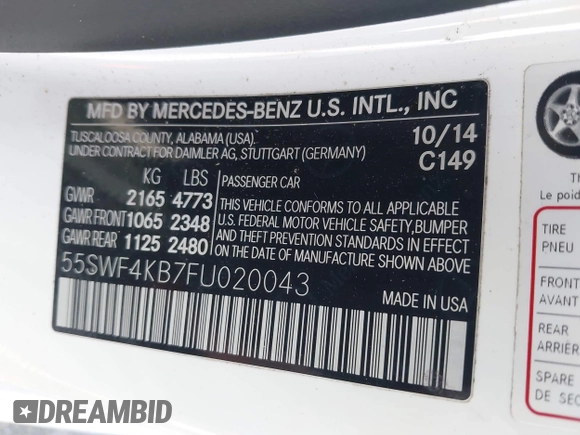 MFD BY MERCEDES-BENZ U.S. INTL., INC
TUSCALOOSA COUNTY, ALABAMA (USA).
UNDER CONTRACT FOR DAIMLER AG, STUTTGART (GERMANY)
10/14
C149
KG LBS
GVWR 2165 4773
GAWR FRONT 1065 2348
GAWR REAR 1125 2480
PASSENGER CAR
THIS VEHICLE CONFORMS TO ALL APPLICABLE
U.S. FEDERAL MOTOR VEHICLE SAFETY, BUMPER
AND THEFT PREVENTION STANDARDS IN EFFECT
ON THE DATE OF MANUFACTURE SHOWN ABOVE
55SWF4KB7FU020043
MADE IN USA
Th
Le poid
TIRE
PNEU
FRONT
AVANT
REAR
ARRIÈR
SPARE
DE SEC
DREAMBID